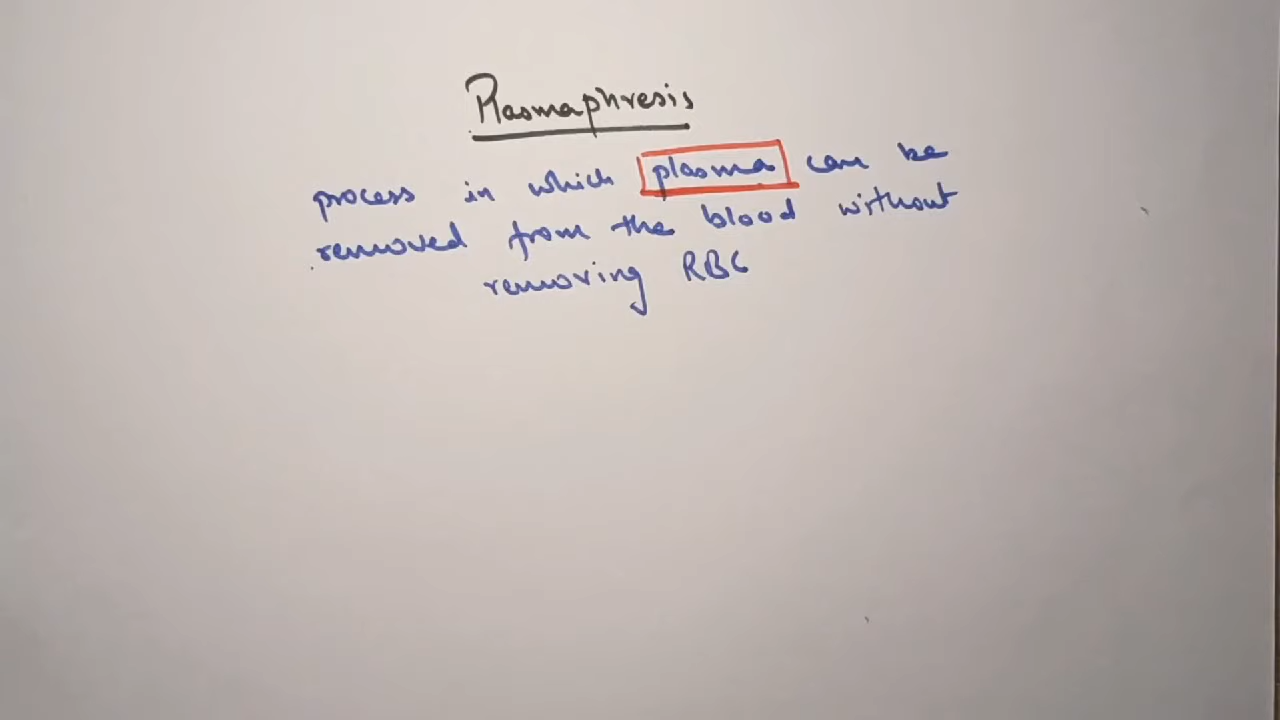 Plasmaphresis
process in which plasma can be
removed from the blood without
removing RBC